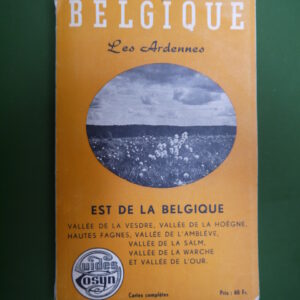 BELGIQUE
Les Ardennes
EST DE LA BELGIQUE
VALLÉE DE LA VESDRE, VALLÉE DE LA HOËGNE,
HAUTES FAGNES, VALLÉE DE L'AMBLÈVE,
VALLÉE DE LA SALM,
VALLÉE DE LA WARCHE
ET VALLÉE DE L'OUR.
Guides
Cosyn
Cartes complètes
Prix : 60 Fr.